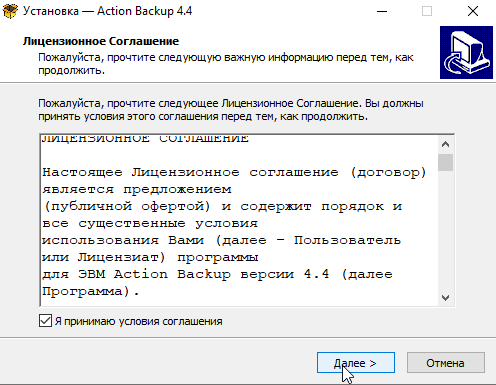 Установка — Action Backup 4.4
Лицензионное Соглашение
Пожалуйста, прочтите следующую важную информацию перед тем, как
продолжить.
Пожалуйста, прочтите следующее Лицензионное Соглашение. Вы должны
принять условия этого соглашения перед тем, как продолжить.
ЛИЦЕНЗИОННОЕ СОГЛАШЕНИЕ
Настоящее Лицензионное соглашение (договор)
является предложением
(публичной офертой) и содержит порядок и
все существенные условия
использования Вами (далее – Пользователь
или Лицензиат) программы
для ЭВМ Action Backup версии 4.4 (далее
Программа).
Я принимаю условия соглашения
Далее >
Отмена